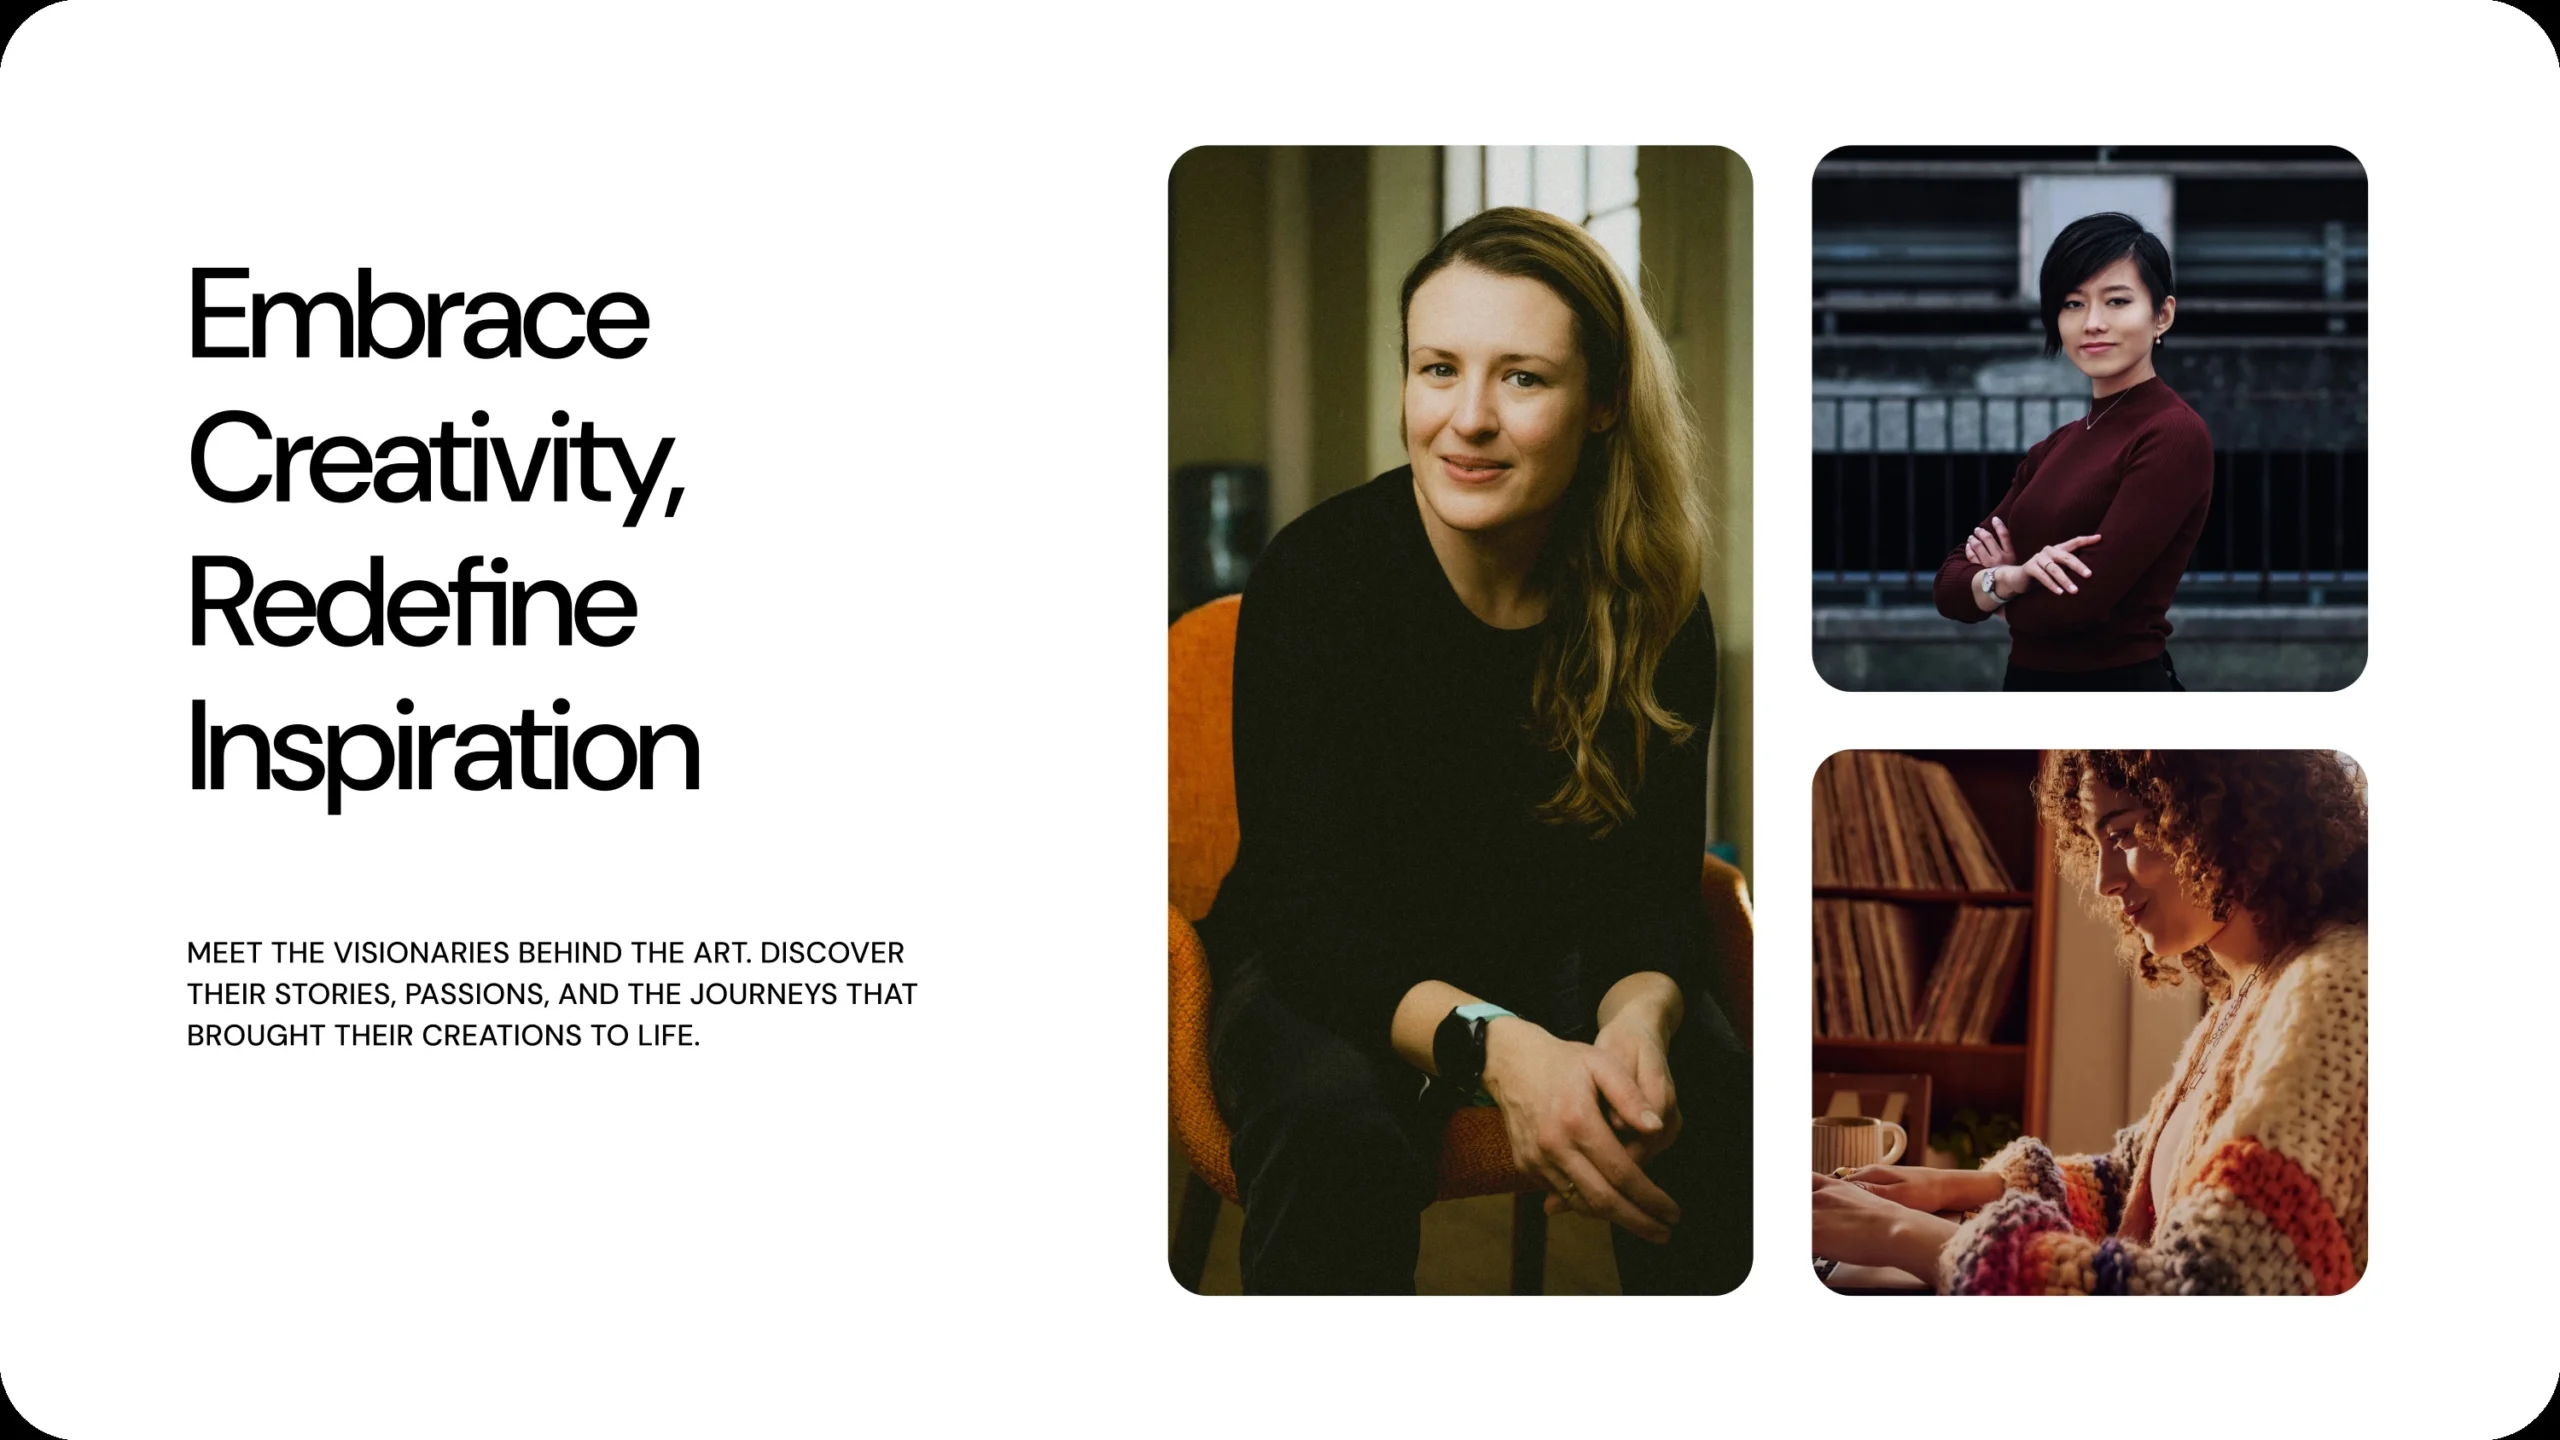 Embrace
Creativity,
Redefine
Inspiration
MEET THE VISIONARIES BEHIND THE ART. DISCOVER
THEIR STORIES, PASSIONS, AND THE JOURNEYS THAT
BROUGHT THEIR CREATIONS TO LIFE.